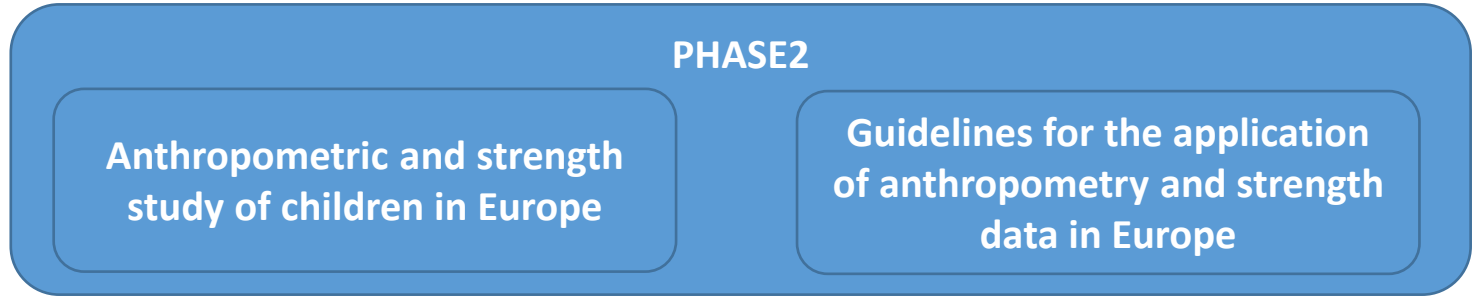 PHASE2
Anthropometric and strength
study of children in Europe
Guidelines for the application
of anthropometry and strength
data in Europe